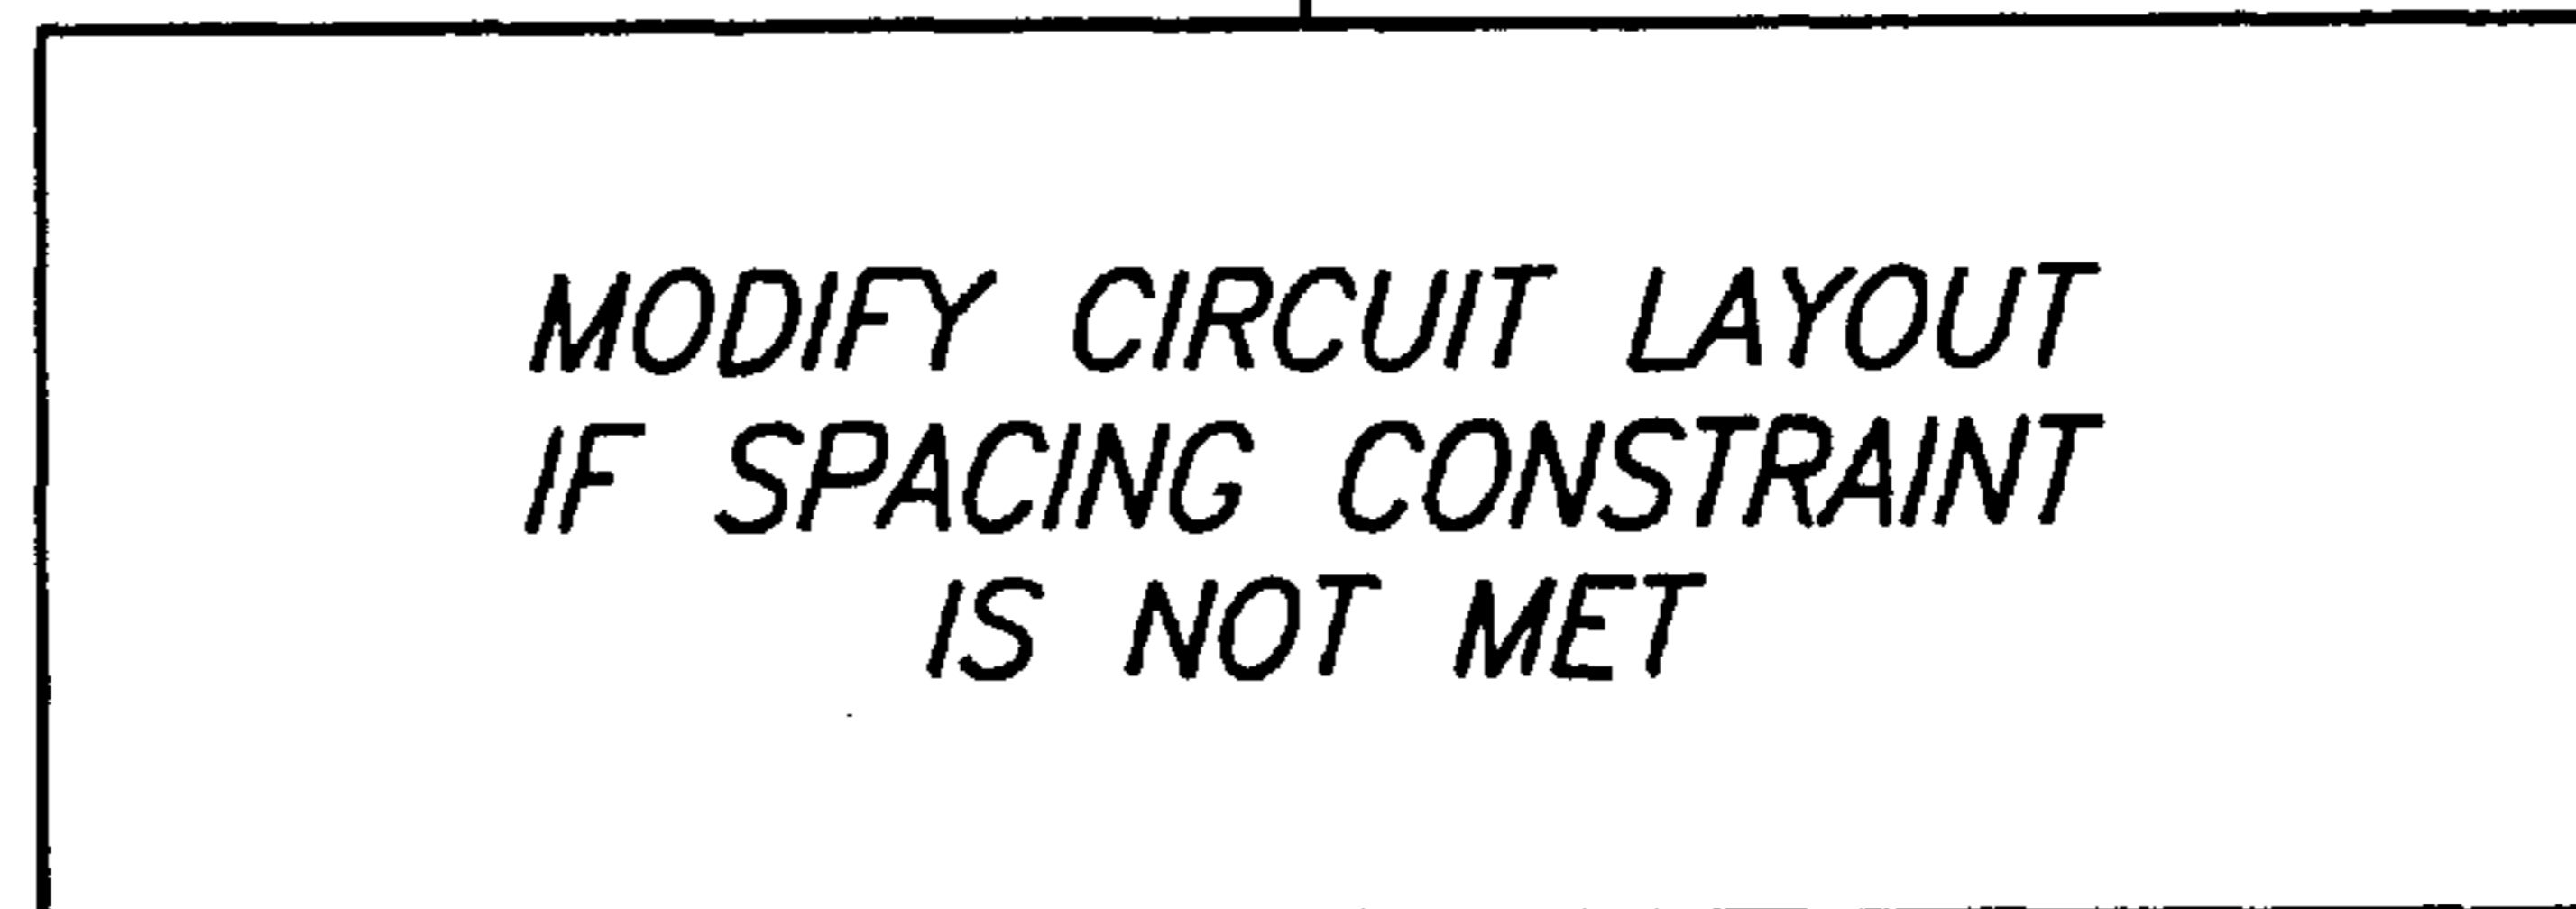 MODIFY CIRCUIT LAYOUT
IF SPACING CONSTRAINT
IS NOT MET